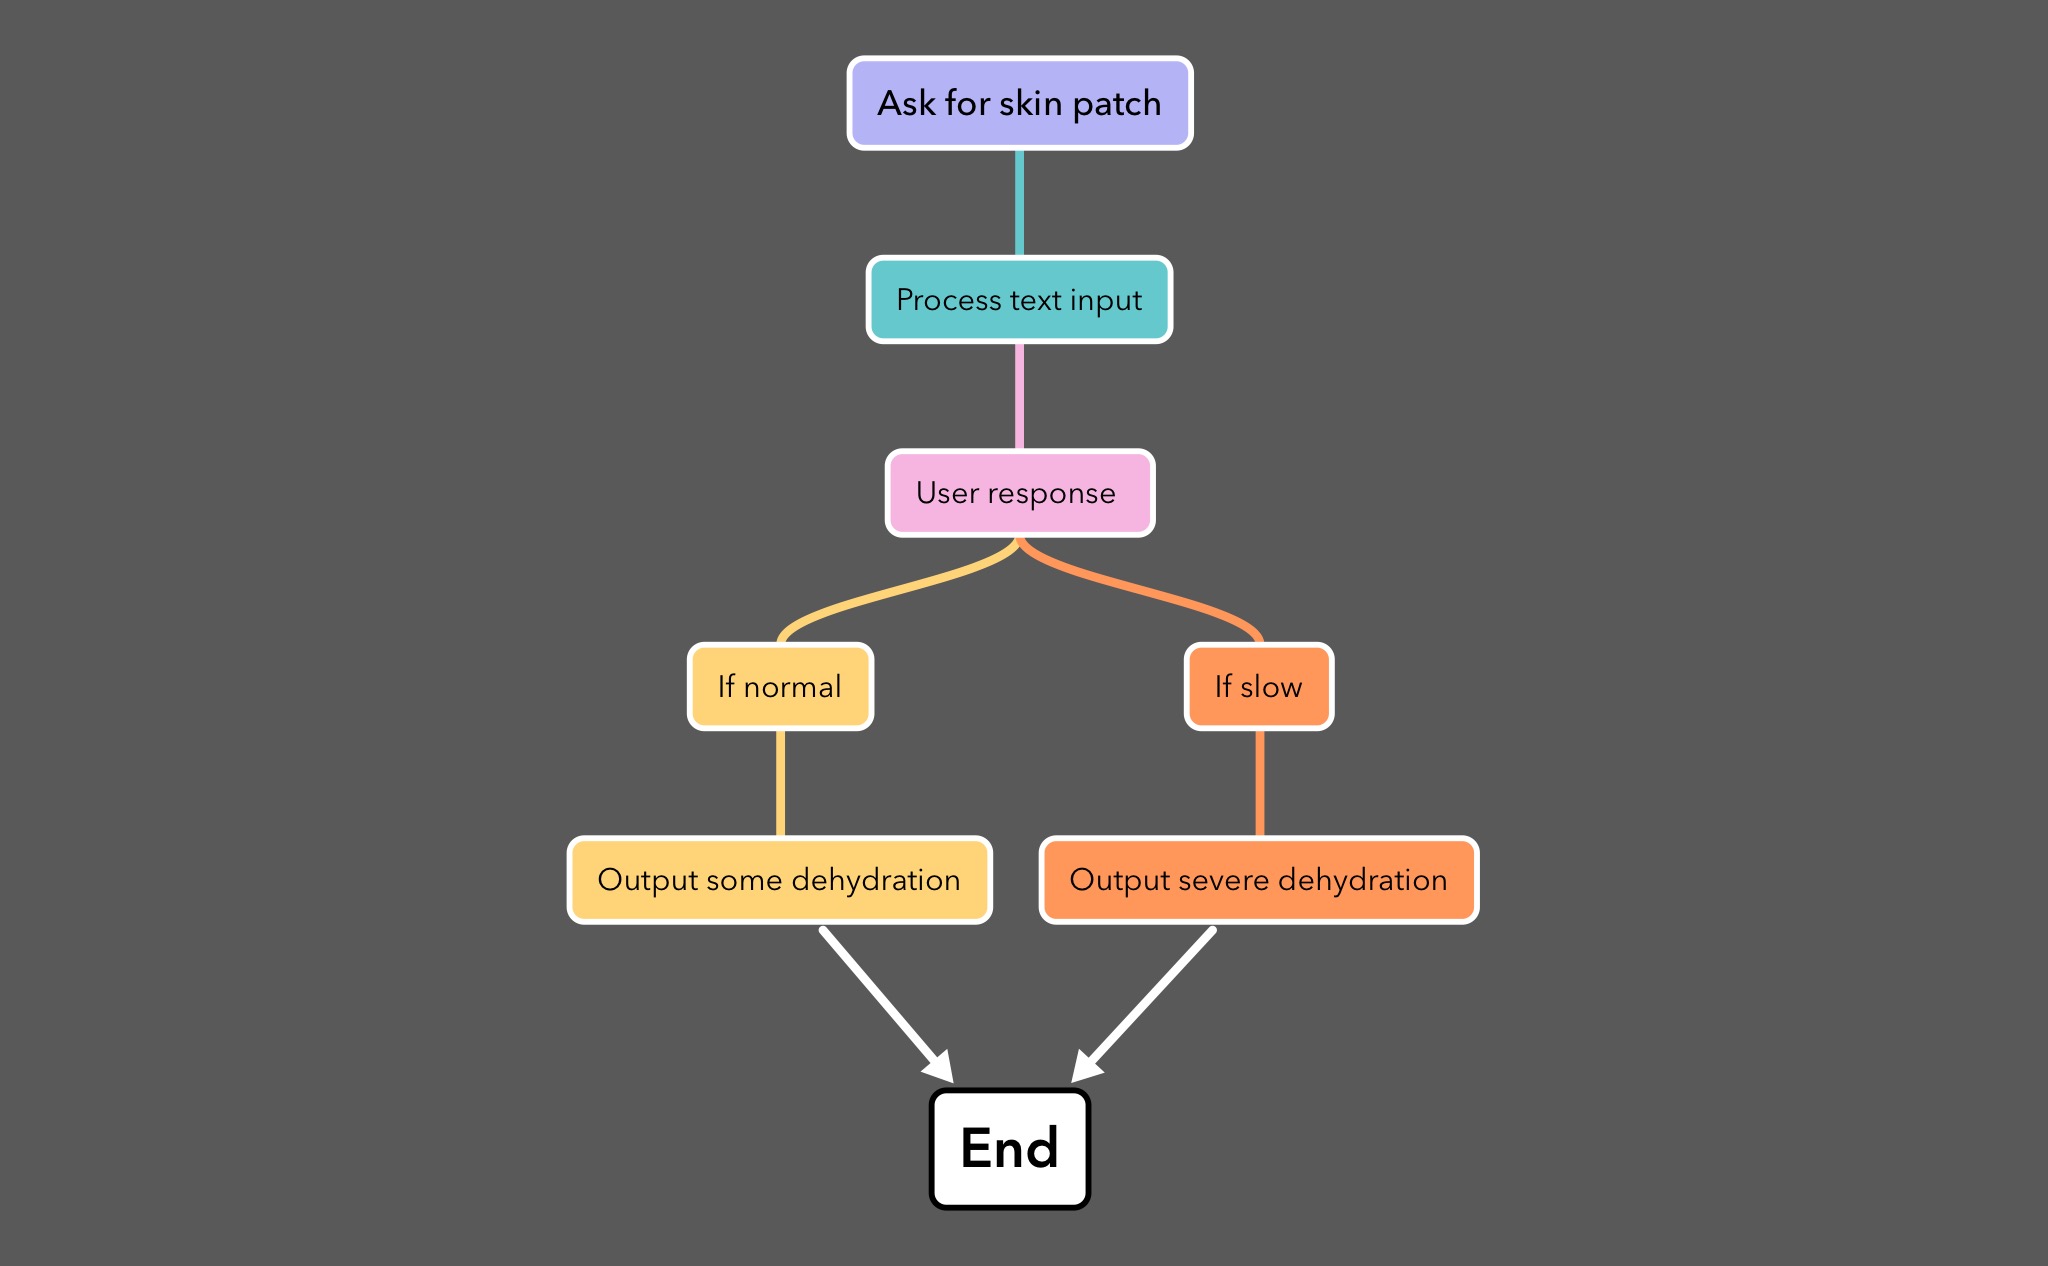 Ask for skin patch
Process text input
User response
If normal
If slow
Output some dehydration
Output severe dehydration
End